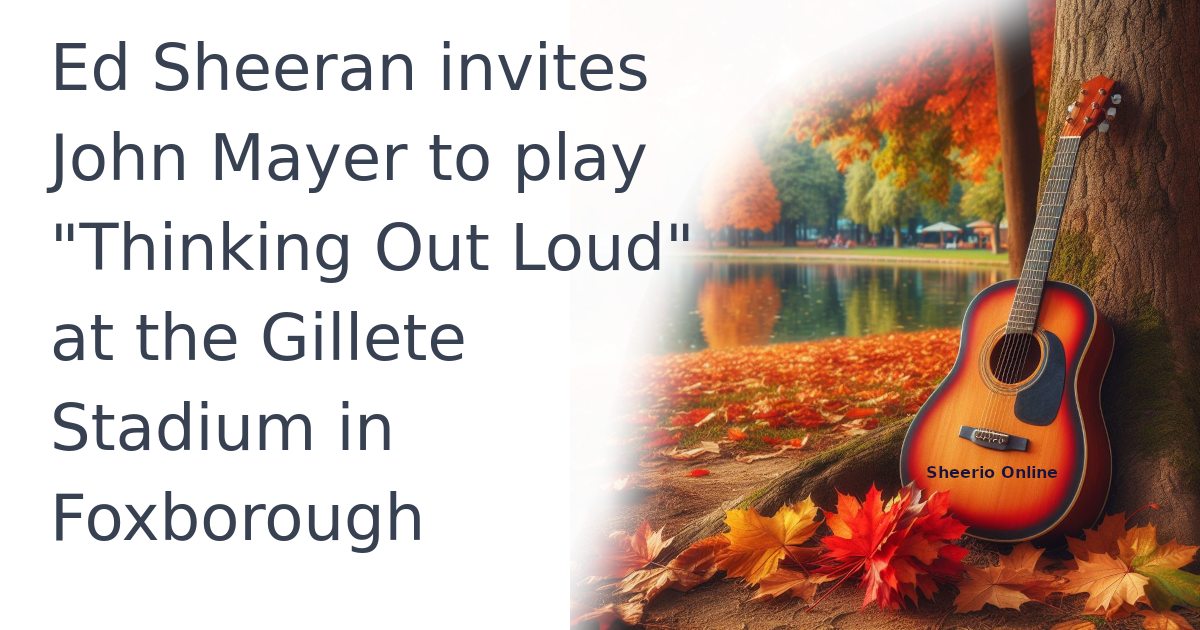 Ed Sheeran invites
John Mayer to play
"Thinking Out Loud"
at the Gillete
Stadium in
Foxborough
Sheerio Online